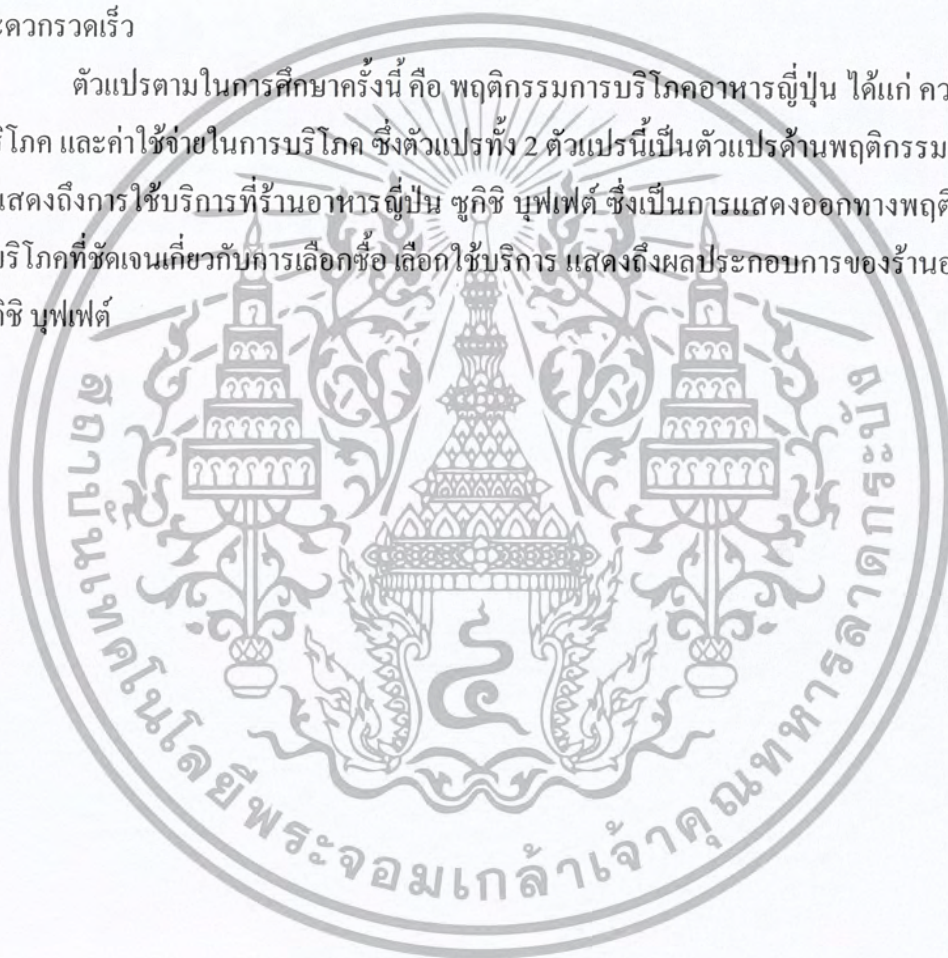 ะดวกรวดเร็ว
ตัวแปรตามในการศึกษาครั้งนี้ คือ พฤติกรรมการบริโภคอาหารญี่ปุ่น ได้แก่ คว
ริโภค และค่าใช้จ่ายในการบริโภค ซึ่งตัวแปรทั้ง 2 ตัวแปรนี้เป็นตัวแปรด้านพฤติกรรม
แสดงถึงการใช้บริการที่ร้านอาหารญี่ปุ่น ซูกิชิ บุฟเฟต์ ซึ่งเป็นการแสดงออกทางพฤติ
บริโภคที่ชัดเจนเกี่ยวกับการเลือกซื้อ เลือกใช้บริการ แสดงถึงผลประกอบการของร้านอ
กิชิ บุฟเฟต์
สถาบันเทคโนโลยีพระจอมเกล้าเจ้าคุณทหารลาดกระบัง
๔